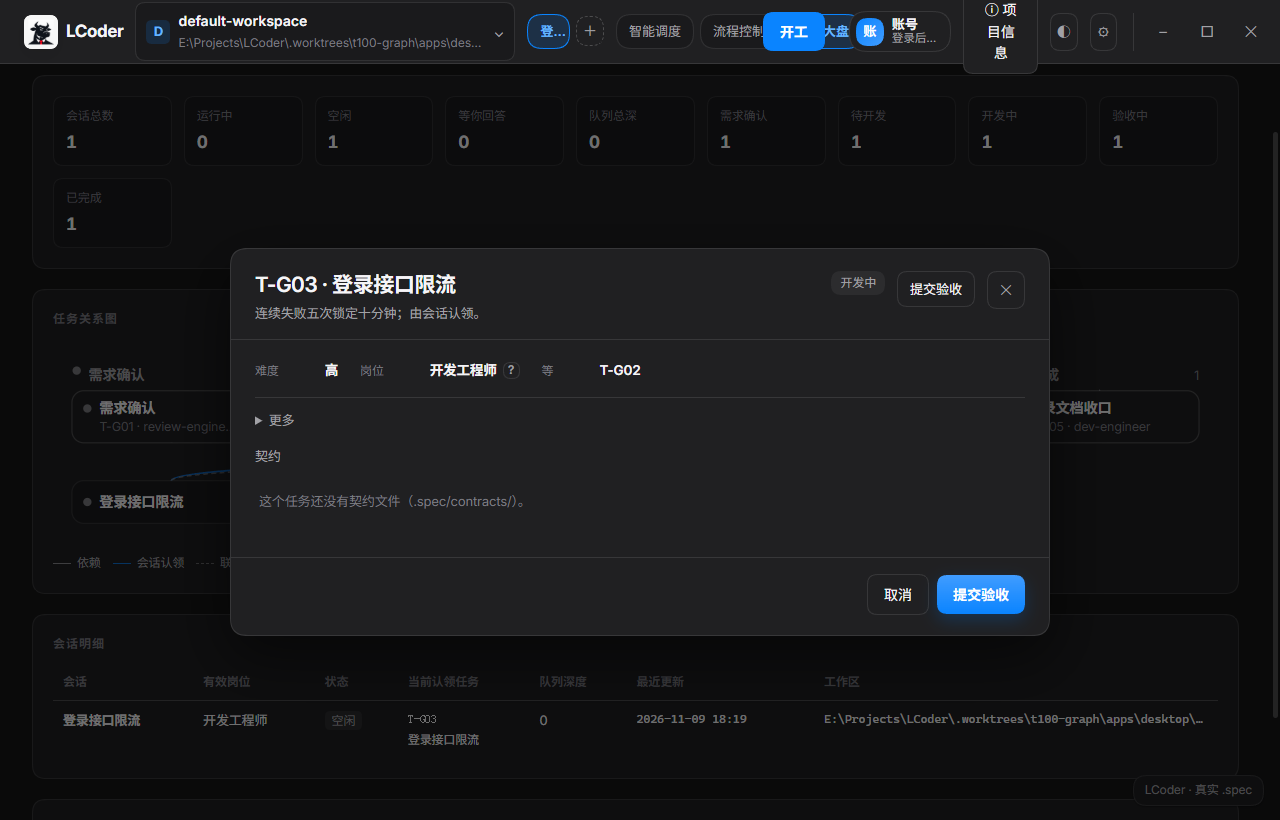 LCoder
D
default-workspace
E:\Projects\LCoder\.worktrees\t100-graph\apps\des...
登...
+
智能调度
流程控制
开工
大盘
账
账号
登录后...
项目信息
会话总数
1
运行中
0
空闲
1
等你回答
0
队列总深
0
需求确认
1
待开发
1
开发中
1
验收中
1
已完成
1
任务关系图
需求确认
需求确认
T-G01 · review-engine.
登录接口限流
依赖
会话认领
成
1
录文档收口
05 · dev-engineer
T-G03 · 登录接口限流
连续失败五次锁定十分钟；由会话认领。
开发中
提交验收
难度
高
岗位
开发工程师
?
等
T-G02
更多
契约
这个任务还没有契约文件（.spec/contracts/）。
取消
提交验收
会话明细
会话
有效岗位
状态
当前认领任务
队列深度
最近更新
工作区
登录接口限流
开发工程师
空闲
T-G03
登录接口限流
0
2026-11-09 18:19
E:\Projects\LCoder\.worktrees\t100-graph\apps\desktop\…
LCoder · 真实 .spec